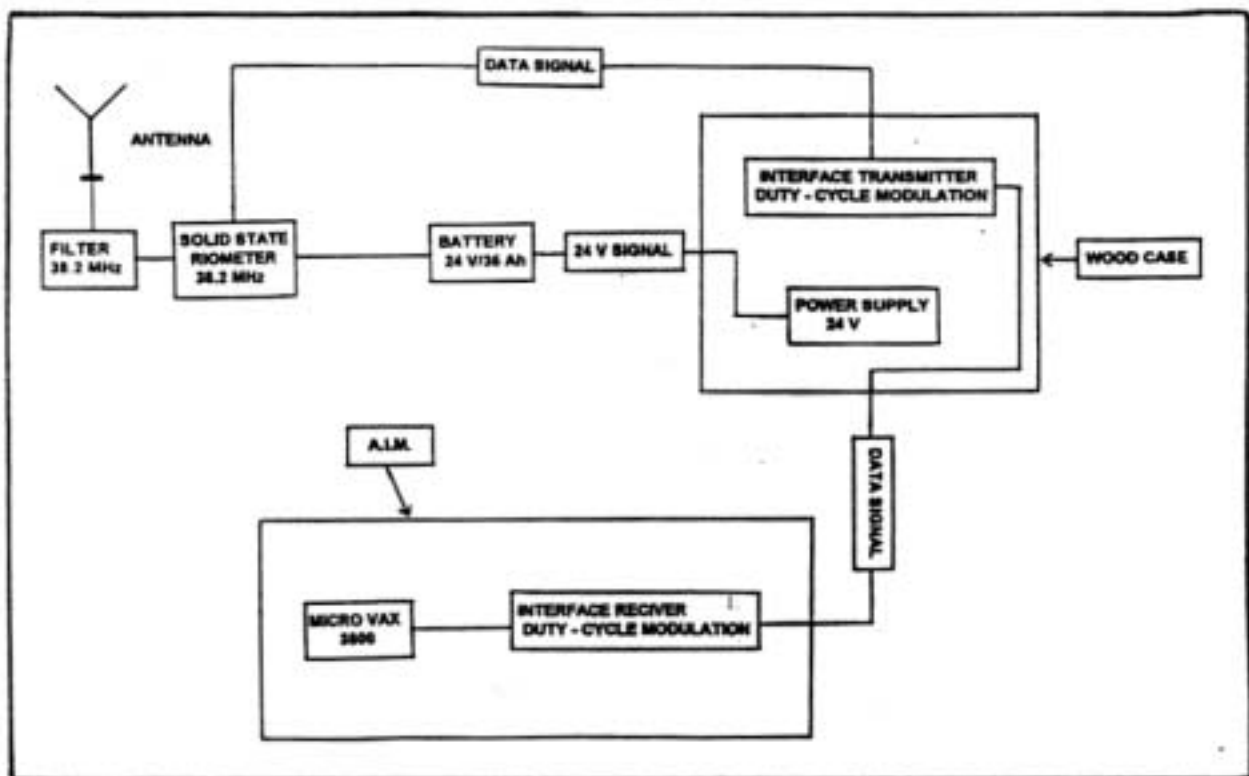 DATA SIGNAL
ANTENNA
INTERFACE TRANSMITTER
DUTY - CYCLE MODULATION
FILTER
38.2 MHz
SOLID STATE
RIOMETER
38.2 MHz
BATTERY
24 V/36 Ah
24 V SIGNAL
WOOD CASE
POWER SUPPLY
24 V
A.I.M.
DATA SIGNAL
MICRO VAX
INTERFACE RECIVER
DUTY - CYCLE MODULATION